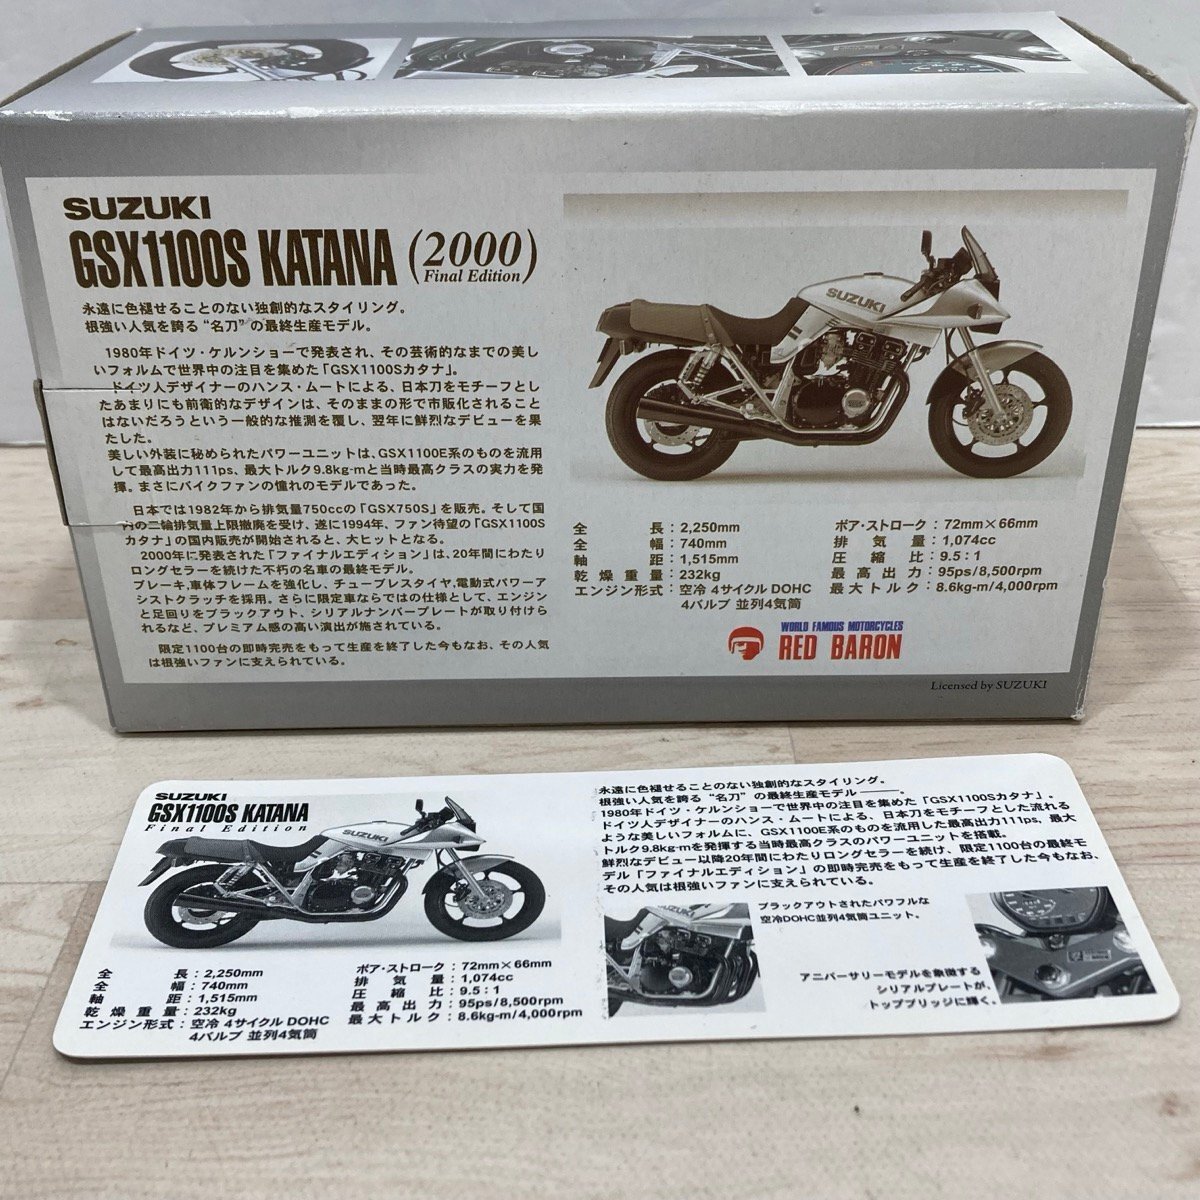 SUZUKI
GSX1100S KATANA (2000)
Final Edition
永遠に色褪せることのない独創的なスタイリング。
根強い人気を誇る“名刀”の最終生産モデル。
1980年ドイツ・ケルンショーで発表され、その芸術的なまでの美し
いフォルムで世界中の注目を集めた「GSX1100Sカタナ」。
ドイツ人デザイナーのハンス・ムートによる、日本刀をモチーフとし
たあまりにも前衛的なデザインは、そのままの形で市販化されること
はないだろうという一般的な推測を覆し、翌年に鮮烈なデビューを果
たした。
美しい外装に秘められたパワーユニットは、GSX1100E系のものを流用
して最高出力111ps、最大トルク9.8kg-mと当時最高クラスの実力を発
揮。まさにバイクファンの憧れのモデルであった。
日本では1982年から排気量750ccの「GSX750S」を販売。そして国
内の二輪排気量上限撤廃を受け、遂に1994年、ファン待望の「GSX1100S
カタナ」の国内販売が開始されると、大ヒットとなる。
2000年に発表された「ファイナルエディション」は、20年間にわたり
ロングセラーを続けた不朽の名車の最終モデル。
ブレーキ、車体フレームを強化し、チューブレスタイヤ、電動式パワーア
シストクラッチを採用。さらに限定車ならではの仕様として、エンジン
と足回りをブラックアウト、シリアルナンバープレートが取り付けら
れるなど、プレミアム感の高い演出が施されている。
限定1100台の即時完売をもって生産を終了した今もなお、その人気
は根強いファンに支えられている。
SUZUKI
全長：2,250mm
全幅：740mm
軸距：1,515mm
乾燥重量：232kg
エンジン形式：空冷 4サイクル DOHC
4バルブ 並列4気筒
ボア・ストローク：72mm×66mm
排気量：1,074cc
圧縮比：9.5：1
最高出力：95ps/8,500rpm
最大トルク：8.6kg-m/4,000rpm
WORLD FAMOUS MOTORCYCLES
RED BARON
Licensed by SUZUKI
SUZUKI
GSX1100S KATANA
Final Edition
SUZUKI
全長：2,250mm
全幅：740mm
軸距：1,515mm
乾燥重量：232kg
エンジン形式：空冷 4サイクル DOHC
4バルブ 並列4気筒
ボア・ストローク：72mm×66mm
排気量：1,074cc
圧縮比：9.5：1
最高出力：95ps/8,500rpm
最大トルク：8.6kg-m/4,000rpm
永遠に色褪せることのない独創的なスタイリング。
根強い人気を誇る“名刀”の最終生産モデル――。
1980年ドイツ・ケルンショーで世界中の注目を集めた「GSX1100Sカタナ」。
ドイツ人デザイナーのハンス・ムートによる、日本刀をモチーフとした流れる
ような美しいフォルムに、GSX1100E系のものを流用した最高出力111ps、最大
トルク9.8kg-mを発揮する当時最高クラスのパワーユニットを搭載。
鮮烈なデビュー以降20年間にわたりロングセラーを続け、限定1100台の最終モ
デル「ファイナルエディション」の即時完売をもって生産を終了した今もなお、
その人気は根強いファンに支えられている。
ブラックアウトされたパワフルな
空冷DOHC並列4気筒ユニット。
アニバーサリーモデルを象徴する
シリアルプレートが、
トップブリッジに輝く。